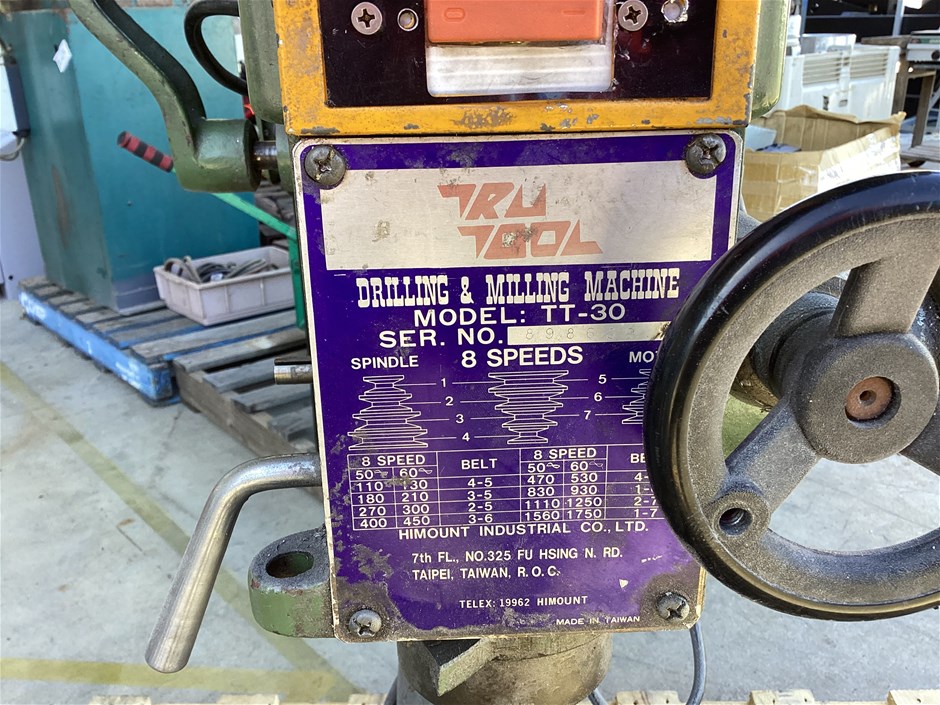 TRU
TOOL
DRILLING & MILLING MACHINE
MODEL: TT-30
SER. NO. 8986
SPINDLE 8 SPEEDS
1 5
2 6
3 7
4
8 SPEED BELT 8 SPEED
50~ 60~ 50~ 60~
110 130 4-5 470 530
180 210 3-5 830 930
270 300 2-5 1110 1250
400 450 3-6 1560 1750
HIMOUNT INDUSTRIAL CO., LTD.
7th FL., NO.325 FU HSING N. RD.
TAIPEI, TAIWAN, R.O.C.
TELEX: 19962 HIMOUNT
MADE IN TAIWAN